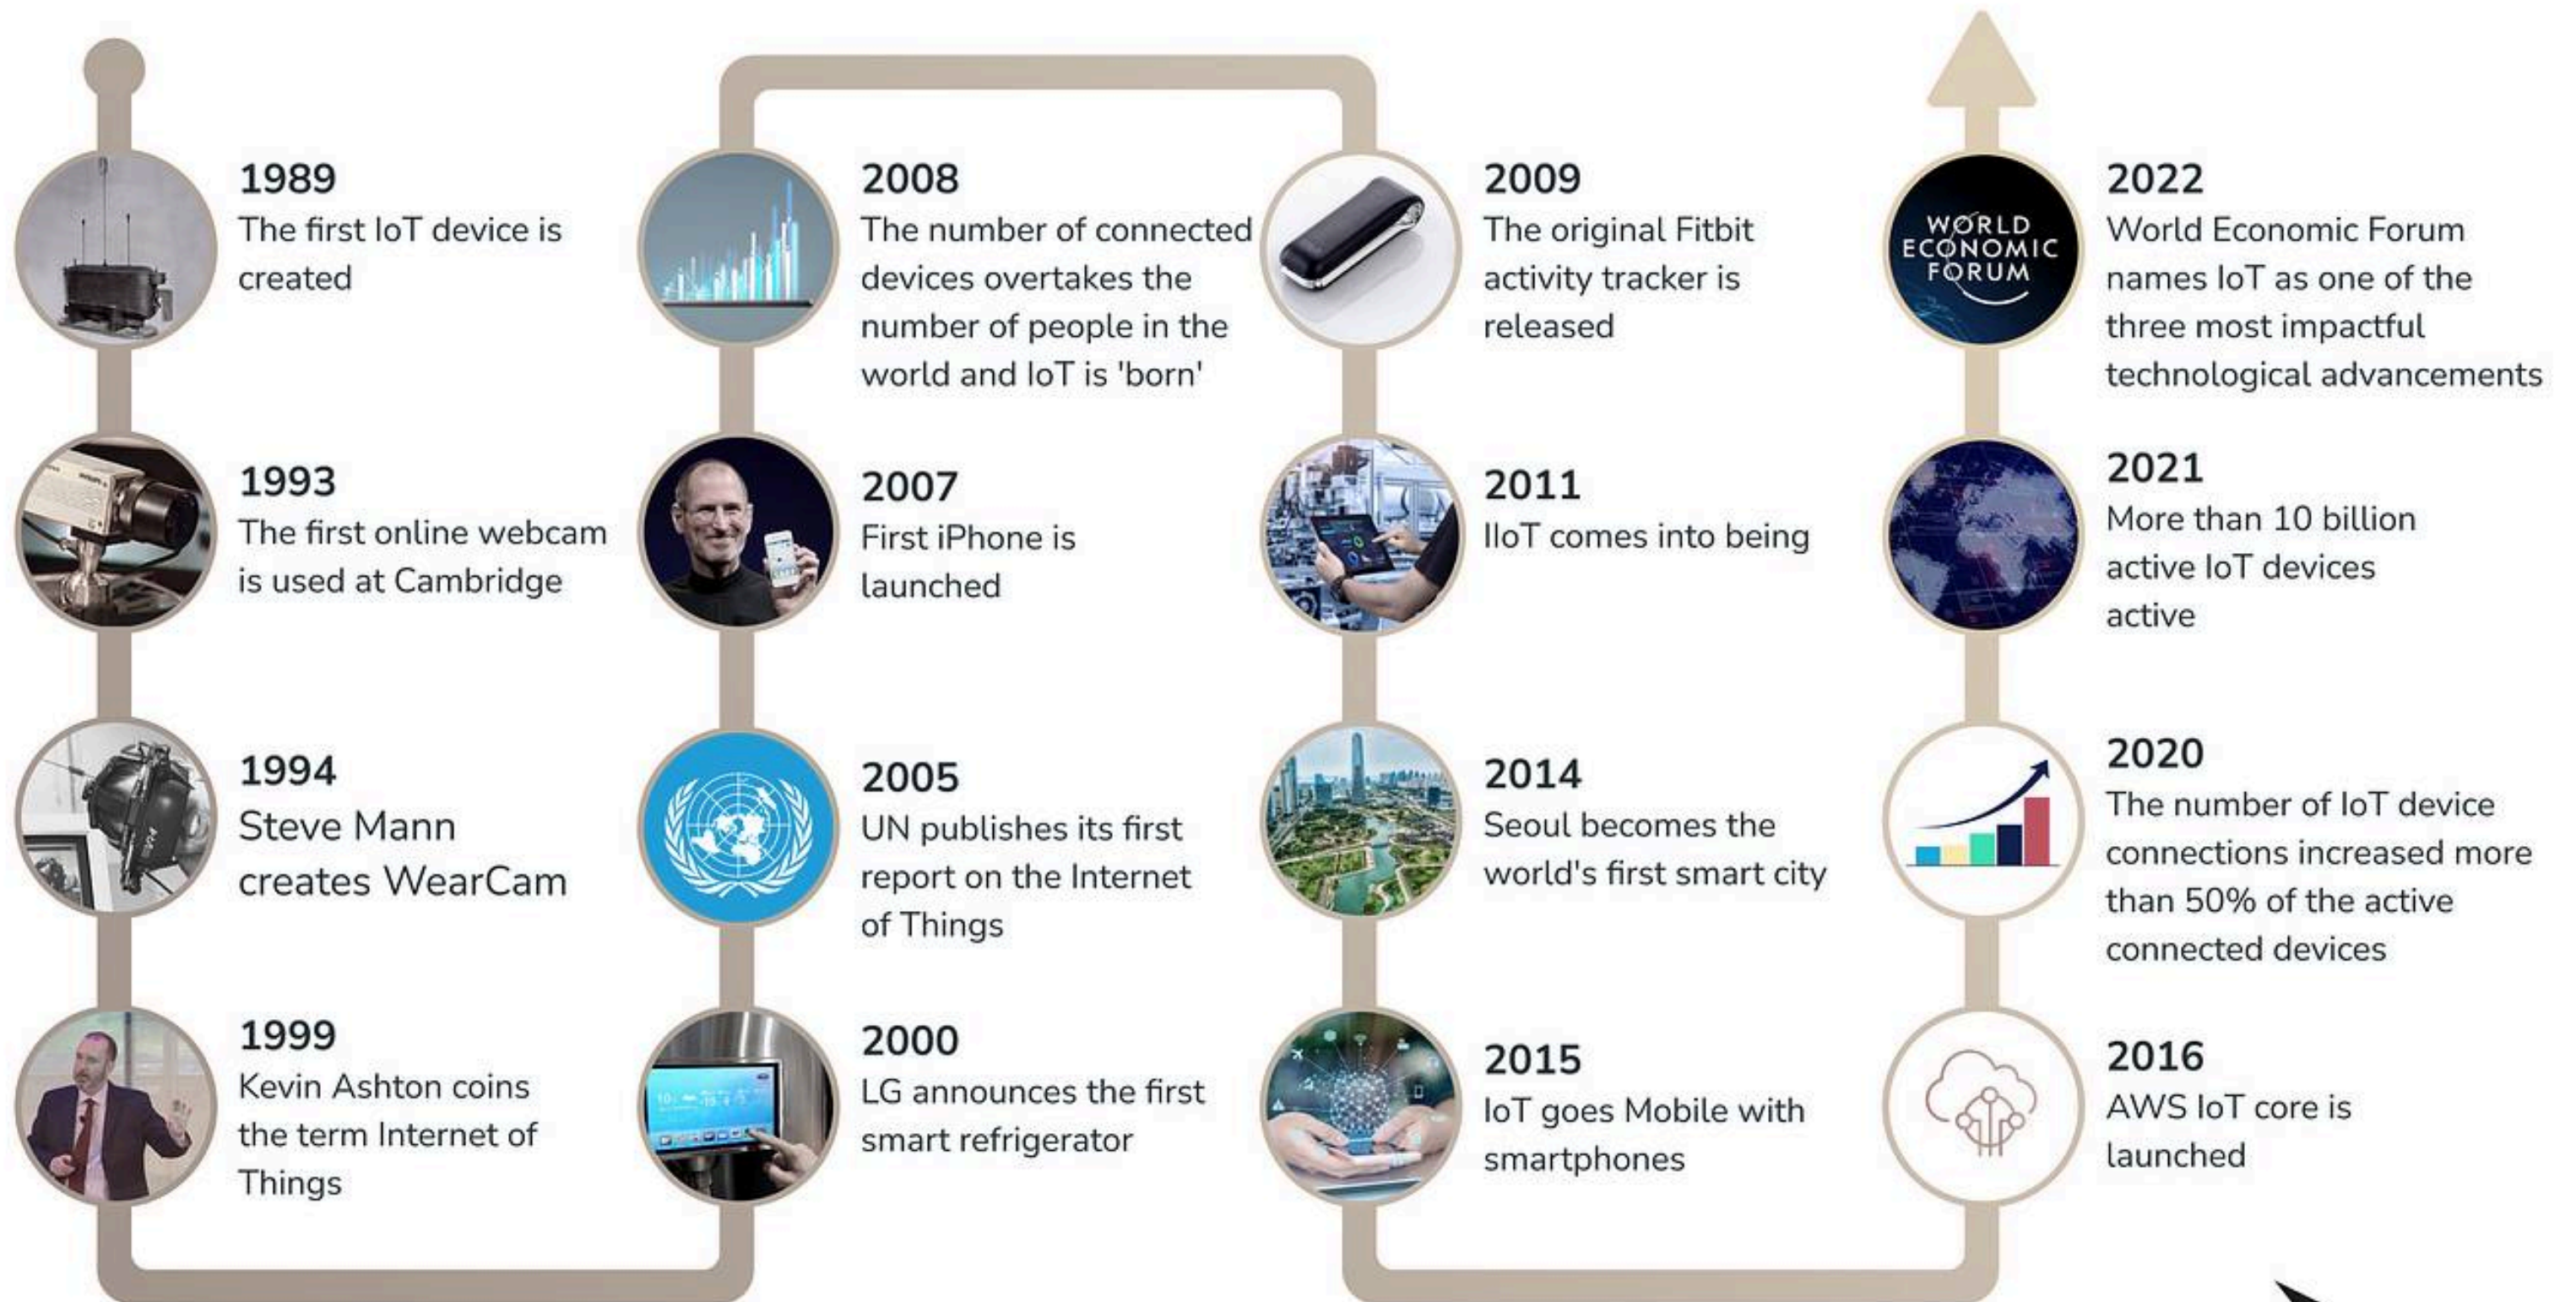 1989
The first IoT device is
created
1993
The first online webcam
is used at Cambridge
1994
Steve Mann
creates WearCam
1999
Kevin Ashton coins
the term Internet of
Things
2000
LG announces the first
smart refrigerator
2005
UN publishes its first
report on the Internet
of Things
2007
First iPhone is
launched
2008
The number of connected
devices overtakes the
number of people in the
world and IoT is 'born'
2009
The original Fitbit
activity tracker is
released
2011
IIoT comes into being
2014
Seoul becomes the
world's first smart city
2015
IoT goes Mobile with
smartphones
2016
AWS IoT core is
launched
2020
The number of IoT device
connections increased more
than 50% of the active
connected devices
2021
More than 10 billion
active IoT devices
active
WORLD
ECONOMIC
FORUM
2022
World Economic Forum
names IoT as one of the
three most impactful
technological advancements